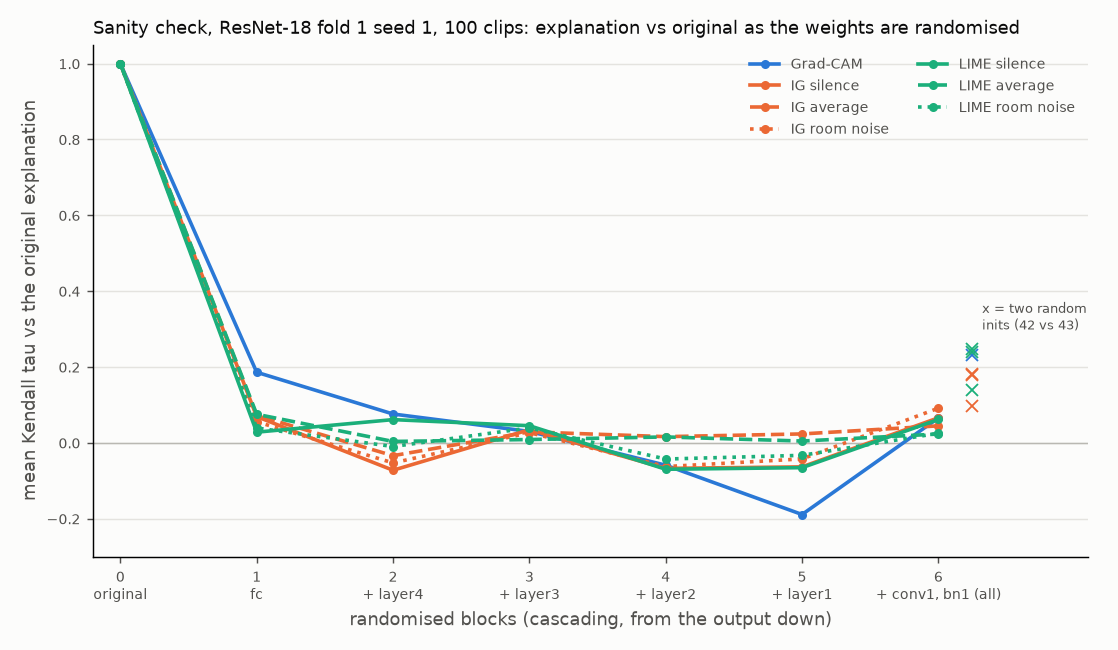 Sanity check, ResNet-18 fold 1 seed 1, 100 clips: explanation vs original as the weights are randomised
mean Kendall tau vs the original explanation
1.0
0.8
0.6
0.4
0.2
0.0
−0.2
Grad-CAM
IG silence
IG average
IG room noise
LIME silence
LIME average
LIME room noise
x = two random
inits (42 vs 43)
0
original
1
fc
2
+ layer4
3
+ layer3
4
+ layer2
5
+ layer1
6
+ conv1, bn1 (all)
randomised blocks (cascading, from the output down)